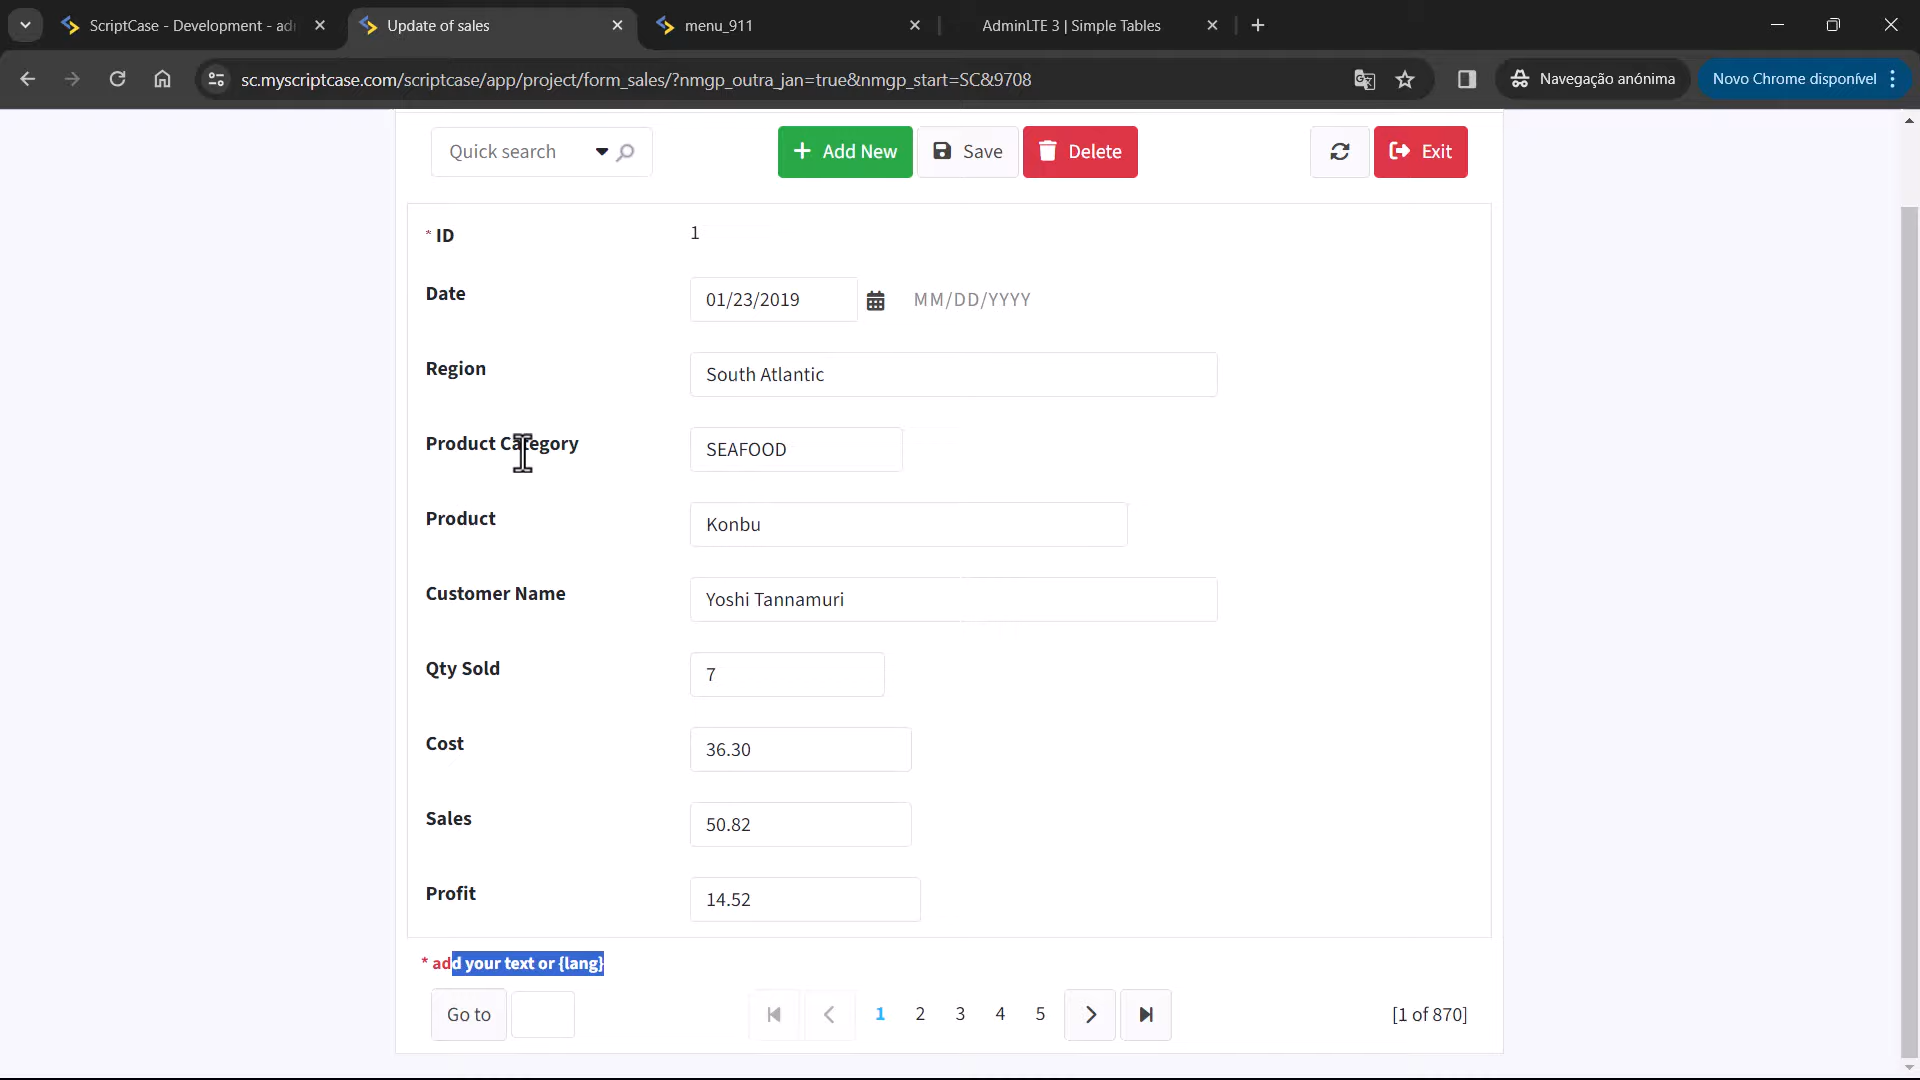 ScriptCase - Development - ad
Update of sales
menu_911
AdminLTE 3 | Simple Tables
sc.myscriptcase.com/scriptcase/app/project/form_sales/?nmgp_outra_jan=true&nmgp_start=SC&9708
Navegação anónima
Novo Chrome disponível
Quick search
Add New
Save
Delete
Exit
* ID
1
Date
01/23/2019
MM/DD/YYYY
Region
South Atlantic
Product Category
SEAFOOD
Product
Konbu
Customer Name
Yoshi Tannamuri
Qty Sold
7
Cost
36.30
Sales
50.82
Profit
14.52
* add your text or {lang}
Go to
1 2 3 4 5
[1 of 870]